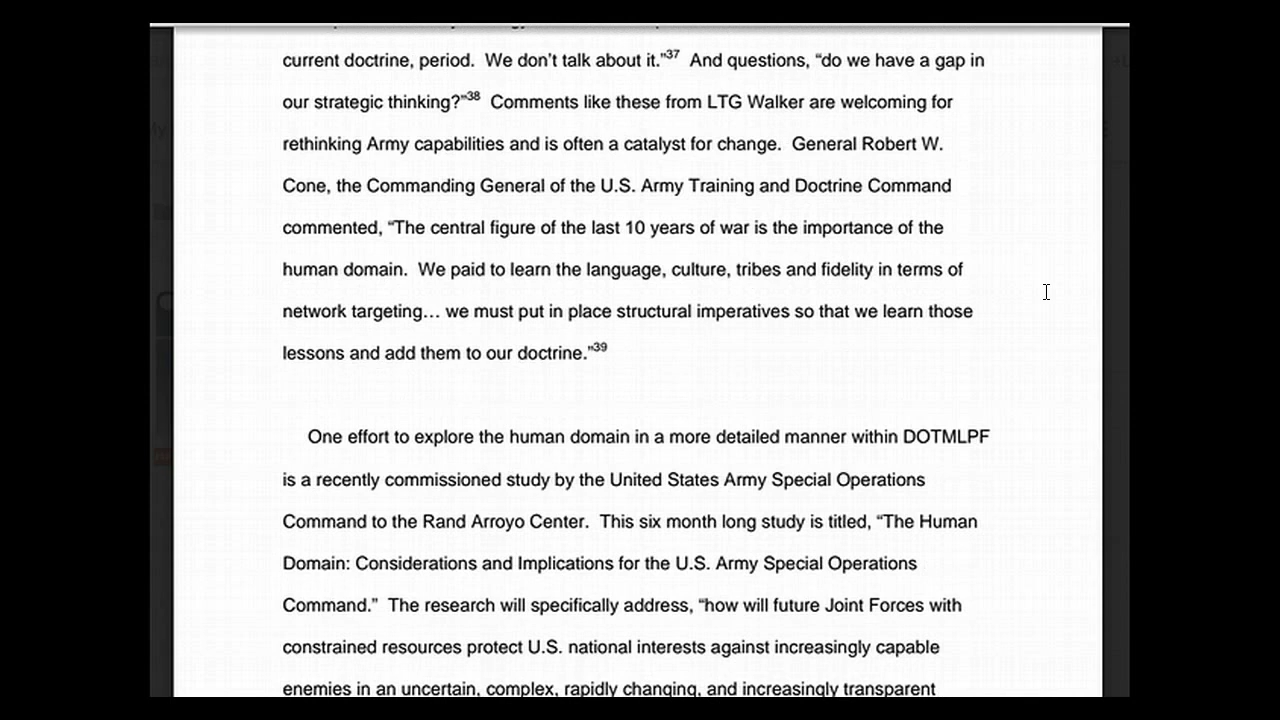 current doctrine, period.  We don't talk about it."37  And questions, "do we have a gap in
our strategic thinking?"38  Comments like these from LTG Walker are welcoming for
rethinking Army capabilities and is often a catalyst for change.  General Robert W.
Cone, the Commanding General of the U.S. Army Training and Doctrine Command
commented, "The central figure of the last 10 years of war is the importance of the
human domain.  We paid to learn the language, culture, tribes and fidelity in terms of
network targeting… we must put in place structural imperatives so that we learn those
lessons and add them to our doctrine."39
One effort to explore the human domain in a more detailed manner within DOTMLPF
is a recently commissioned study by the United States Army Special Operations
Command to the Rand Arroyo Center.  This six month long study is titled, "The Human
Domain: Considerations and Implications for the U.S. Army Special Operations
Command."  The research will specifically address, "how will future Joint Forces with
constrained resources protect U.S. national interests against increasingly capable
enemies in an uncertain, complex, rapidly changing, and increasingly transparent